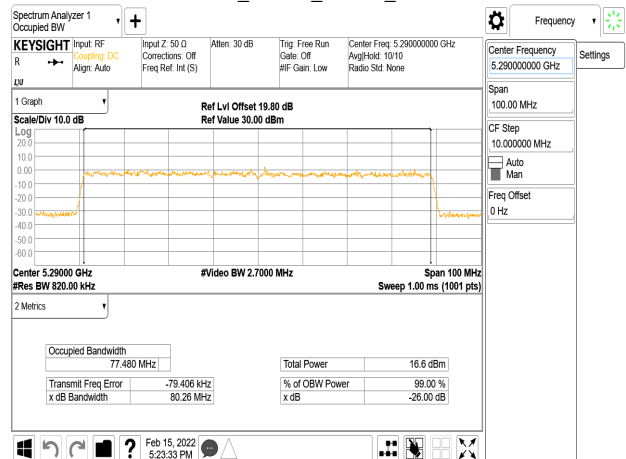 Spectrum Analyzer 1
Occupied BW
Frequency
KEYSIGHT
R
LXI
Input: RF
Coupling: DC
Align: Auto
Input Z: 50 Ω
Corrections: Off
Freq Ref: Int (S)
Atten: 30 dB
Trig: Free Run
Gate: Off
#IF Gain: Low
Center Freq: 5.290000000 GHz
Avg|Hold: 10/10
Radio Std: None
Center Frequency
5.290000000 GHz
Settings
Span
100.00 MHz
CF Step
10.000000 MHz
Auto
Man
Freq Offset
0 Hz
1 Graph
Scale/Div 10.0 dB
Ref Lvl Offset 19.80 dB
Ref Value 30.00 dBm
Log
20.0
10.0
0.00
-10.0
-20.0
-30.0
-40.0
-50.0
-60.0
Center 5.29000 GHz
#Video BW 2.7000 MHz
Span 100 MHz
#Res BW 820.00 kHz
Sweep 1.00 ms (1001 pts)
2 Metrics
Occupied Bandwidth
77.480 MHz
Total Power 16.6 dBm
Transmit Freq Error -79.406 kHz
% of OBW Power 99.00 %
x dB Bandwidth 80.26 MHz
x dB -26.00 dB
?
Feb 15, 2022
5:23:33 PM